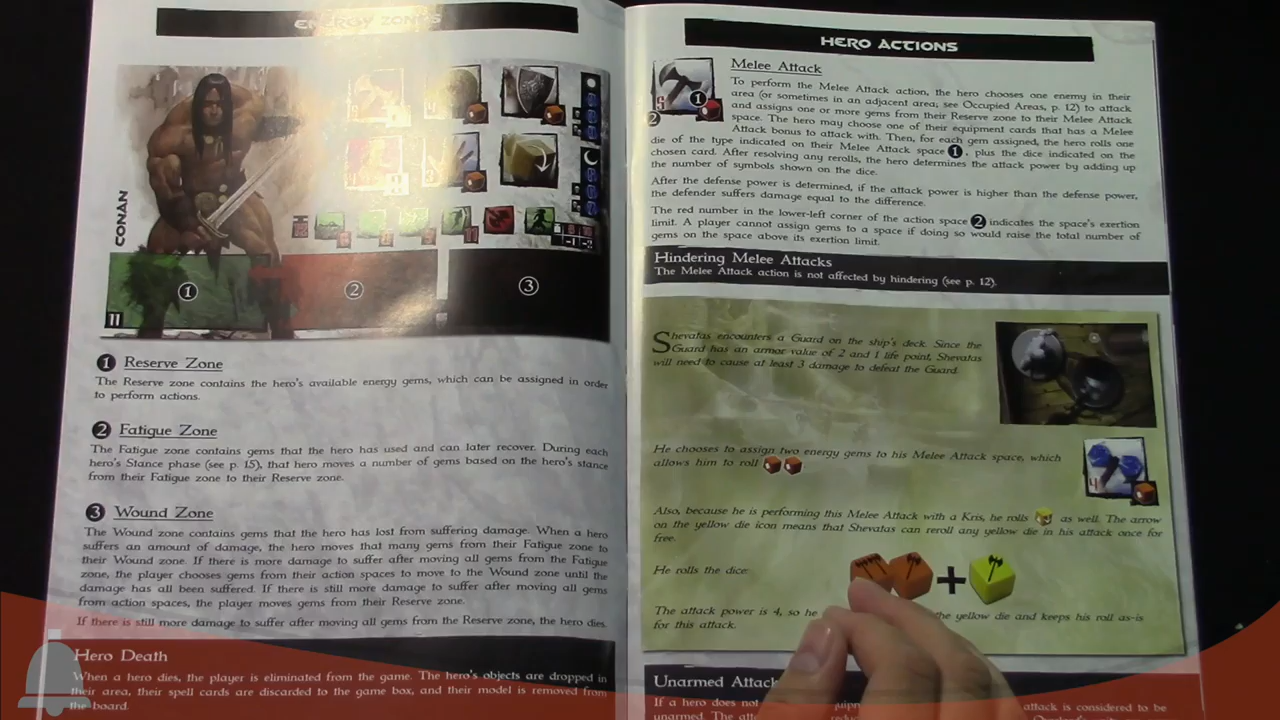 ENERGY ZONES
CONAN
1
2
3
11
1 Reserve Zone
The Reserve zone contains the hero's available energy gems, which can be assigned in order
to perform actions.
2 Fatigue Zone
The Fatigue zone contains gems that the hero has used and can later recover. During each
hero's Stance phase (see p. 15), that hero moves a number of gems based on the hero's stance
from their Fatigue zone to their Reserve zone.
3 Wound Zone
The Wound zone contains gems that the hero has lost from suffering damage. When a hero
suffers an amount of damage, the hero moves that many gems from their Fatigue zone to
their Wound zone. If there is more damage to suffer after moving all gems from the Fatigue
zone, the player chooses gems from their action spaces to move to the Wound zone until the
damage has all been suffered. If there is still more damage to suffer after moving all gems
from action spaces, the player moves gems from their Reserve zone.
If there is still more damage to suffer after moving all gems from the Reserve zone, the hero dies.
Hero Death
When a hero dies, the player is eliminated from the game. The hero's objects are dropped in
their area, their spell cards are discarded to the game box, and their model is removed from
the board.
HERO ACTIONS
5
1
2
Melee Attack
To perform the Melee Attack action, the hero chooses one enemy in their
area (or sometimes in an adjacent area; see Occupied Areas, p. 12) to attack
and assigns one or more gems from their Reserve zone to their Melee Attack
space. The hero may choose one of their equipment cards that has a Melee
Attack bonus to attack with. Then, for each gem assigned, the hero rolls one
die of the type indicated on their Melee Attack space 1, plus the dice indicated on the
chosen card. After resolving any rerolls, the hero determines the attack power by adding up
the number of symbols shown on the dice.
After the defense power is determined, if the attack power is higher than the defense power,
the defender suffers damage equal to the difference.
The red number in the lower-left corner of the action space 2 indicates the space's exertion
limit. A player cannot assign gems to a space if doing so would raise the total number of
gems on the space above its exertion limit.
Hindering Melee Attacks
The Melee Attack action is not affected by hindering (see p. 12).
Shevatas encounters a Guard on the ship's deck. Since the
Guard has an armor value of 2 and 1 life point, Shevatas
will need to cause at least 3 damage to defeat the Guard.
He chooses to assign two energy gems to his Melee Attack space, which
allows him to roll
4
Also, because he is performing this Melee Attack with a Kris, he rolls as well. The arrow
on the yellow die icon means that Shevatas can reroll any yellow die in his attack once for
free.
He rolls the dice:
+
The attack power is 4, so he the yellow die and keeps his roll as-is
for this attack.
Unarmed Attack
If a hero does not attack is considered to be
unarmed. The